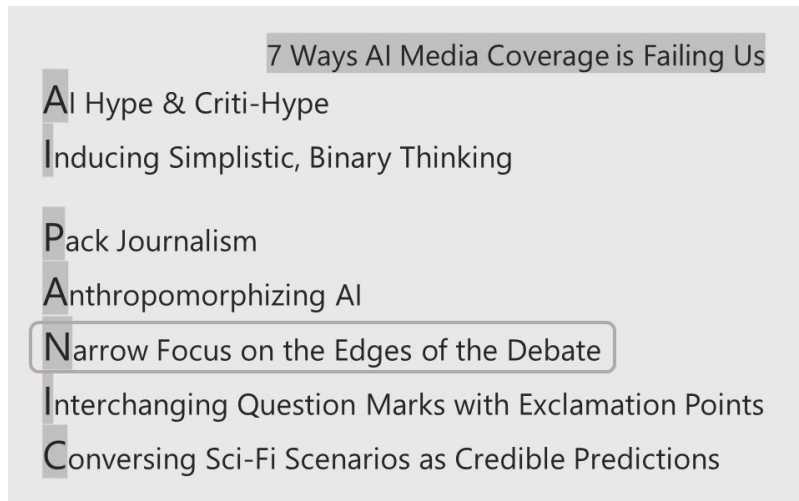 7 Ways AI Media Coverage is Failing Us
AI Hype & Criti-Hype
Inducing Simplistic, Binary Thinking
Pack Journalism
Anthropomorphizing AI
Narrow Focus on the Edges of the Debate
Interchanging Question Marks with Exclamation Points
Conversing Sci-Fi Scenarios as Credible Predictions